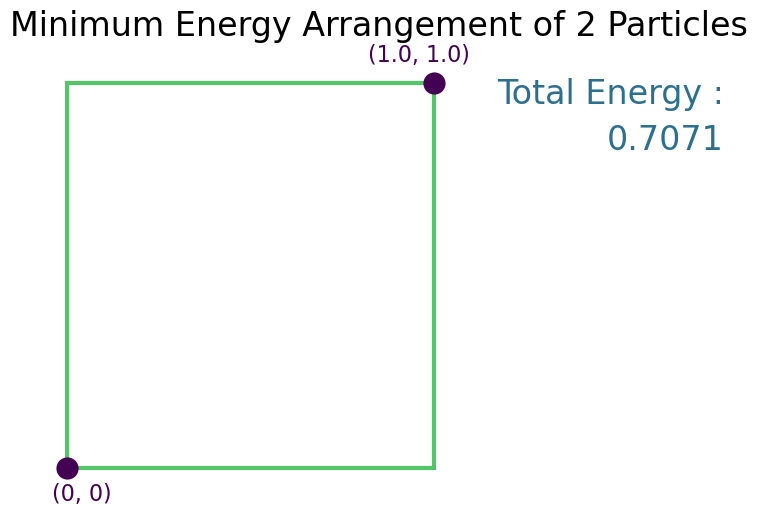 Minimum Energy Arrangement of 2 Particles
(1.0, 1.0)
Total Energy :
0.7071
(0, 0)